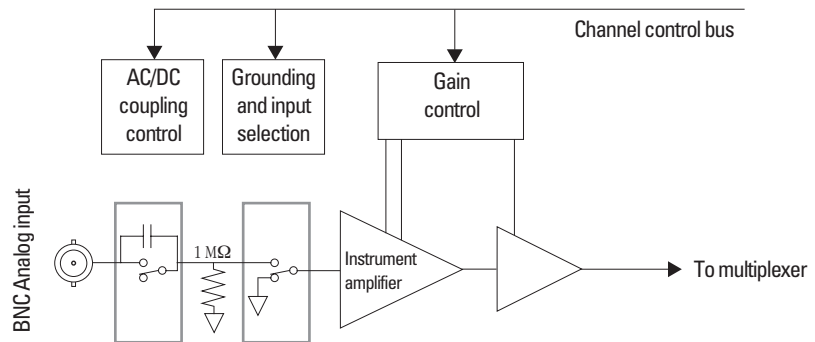 Channel control bus
AC/DC
coupling
control
Grounding
and input
selection
Gain
control
BNC Analog input
1 MΩ
Instrument
amplifier
To multiplexer